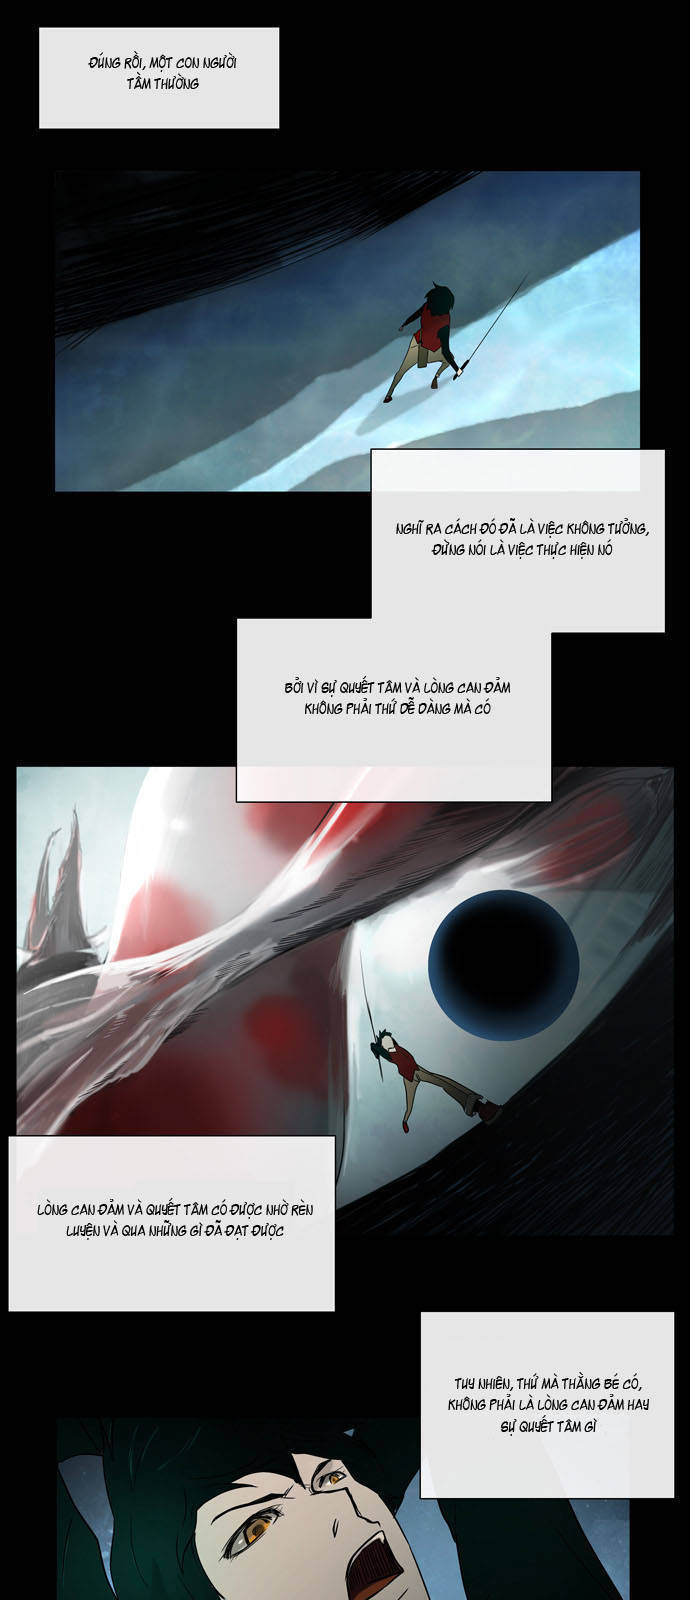 ĐÚNG RỒI, MỘT CON NGƯỜI
TẦM THƯỜNG
NGHĨ RA CÁCH ĐÓ ĐÃ LÀ VIỆC KHÔNG TƯỞNG,
ĐỪNG NÓI LÀ VIỆC THỰC HIỆN NÓ
BỞI VÌ SỰ QUYẾT TÂM VÀ LÒNG CAN ĐẢM
KHÔNG PHẢI THỨ DỄ DÀNG MÀ CÓ
LÒNG CAN ĐẢM VÀ QUYẾT TÂM CÓ ĐƯỢC NHỜ RÈN
LUYỆN VÀ QUA NHỮNG GÌ ĐÃ ĐẠT ĐƯỢC
TUY NHIÊN, THỨ MÀ THẰNG BÉ CÓ,
KHÔNG PHẢI LÀ LÒNG CAN ĐẢM HAY
SỰ QUYẾT TÂM GÌ